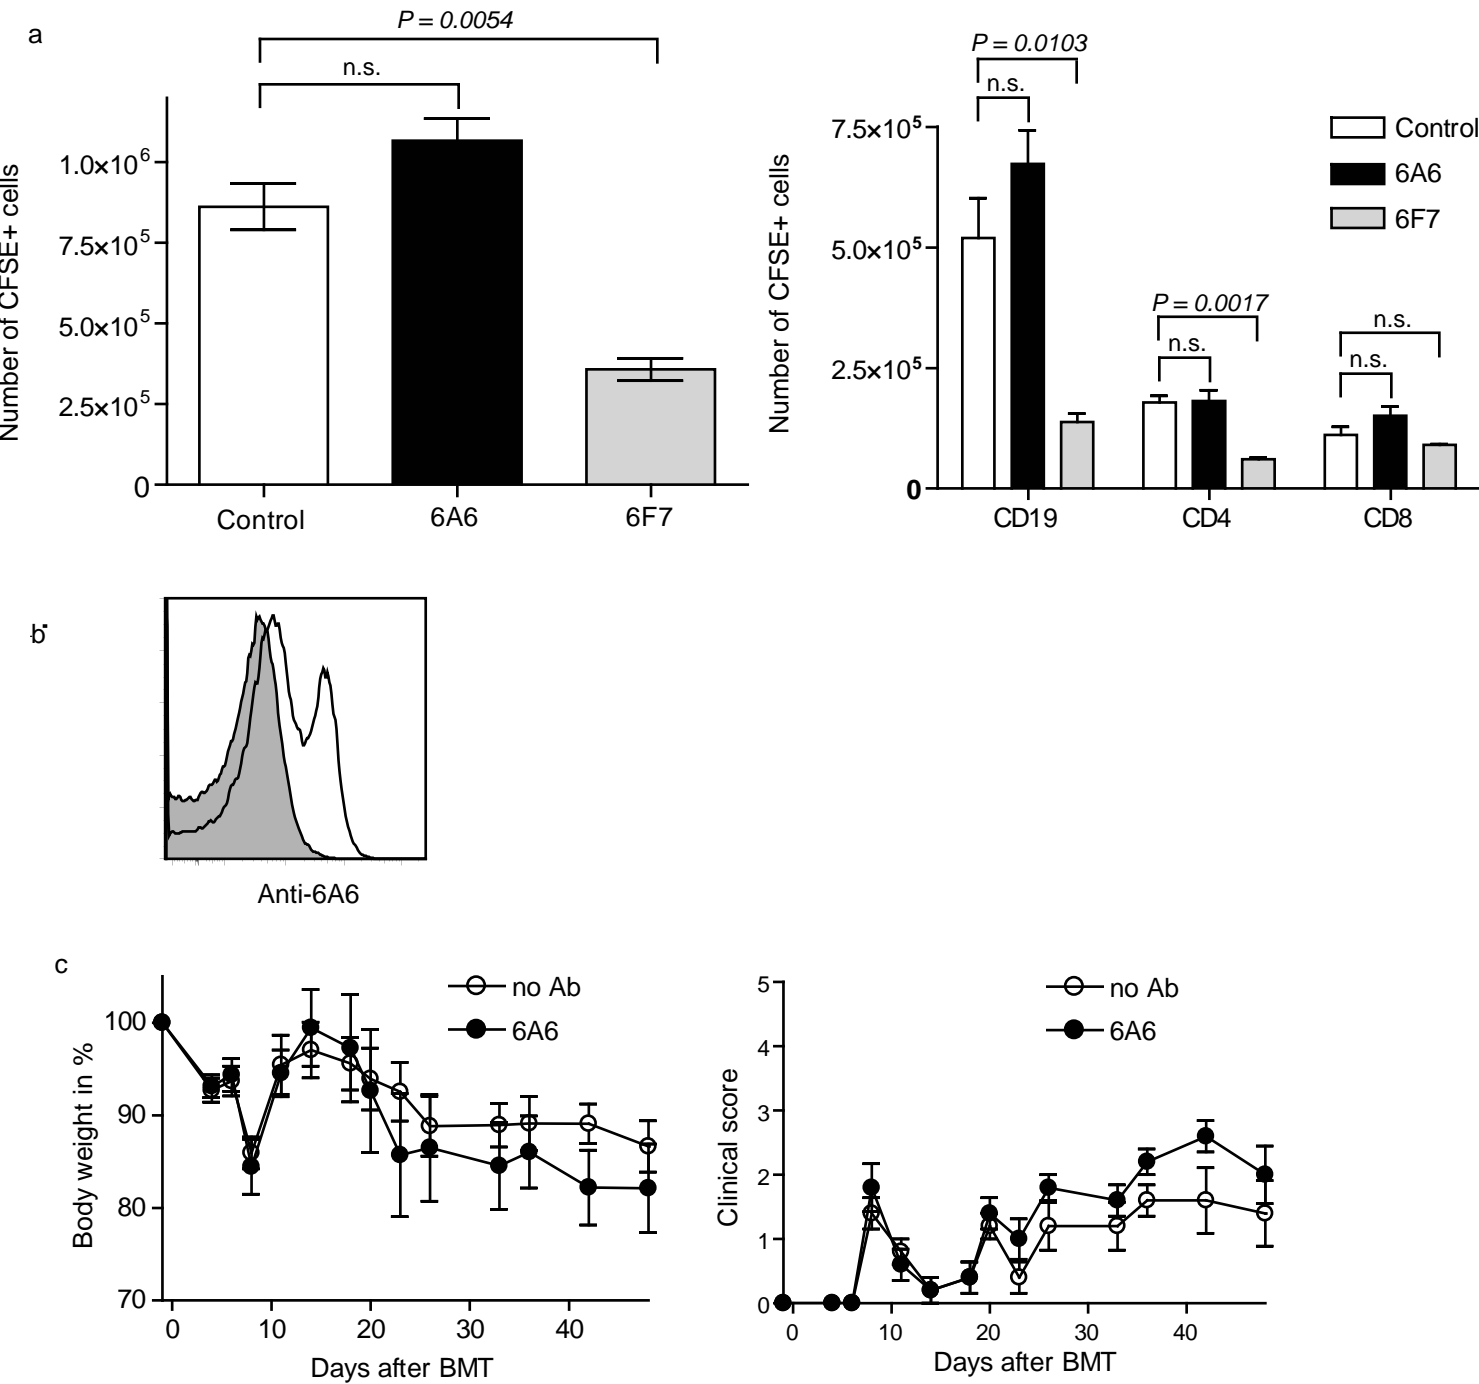 a
P = 0.0054
n.s.
Number of CFSE+ cells
1.0×10⁶
7.5×10⁵
5.0×10⁵
2.5×10⁵
0
Control
6A6
6F7
P = 0.0103
n.s.
Number of CFSE+ cells
7.5×10⁵
5.0×10⁵
2.5×10⁵
0
P = 0.0017
n.s.
n.s.
n.s.
CD19
CD4
CD8
Control
6A6
6F7
b
Anti-6A6
c
no Ab
6A6
Body weight in %
100
90
80
70
0
10
20
30
40
Days after BMT
no Ab
6A6
Clinical score
5
4
3
2
1
0
0
10
20
30
40
Days after BMT